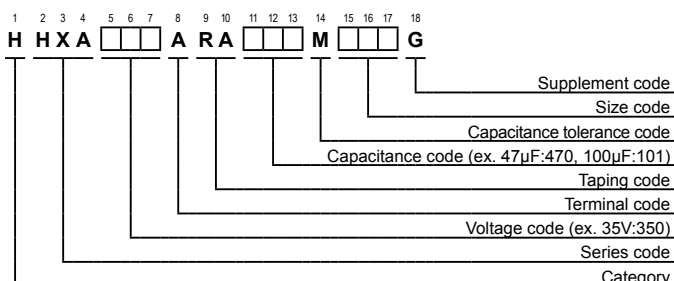 1 2 3 4 5 6 7 8 9 10 11 12 13 14 15 16 17 18
H H X A A R A M G
Supplement code
Size code
Capacitance tolerance code
Capacitance code (ex. 47µF:470, 100µF:101)
Taping code
Terminal code
Voltage code (ex. 35V:350)
Series code
Category